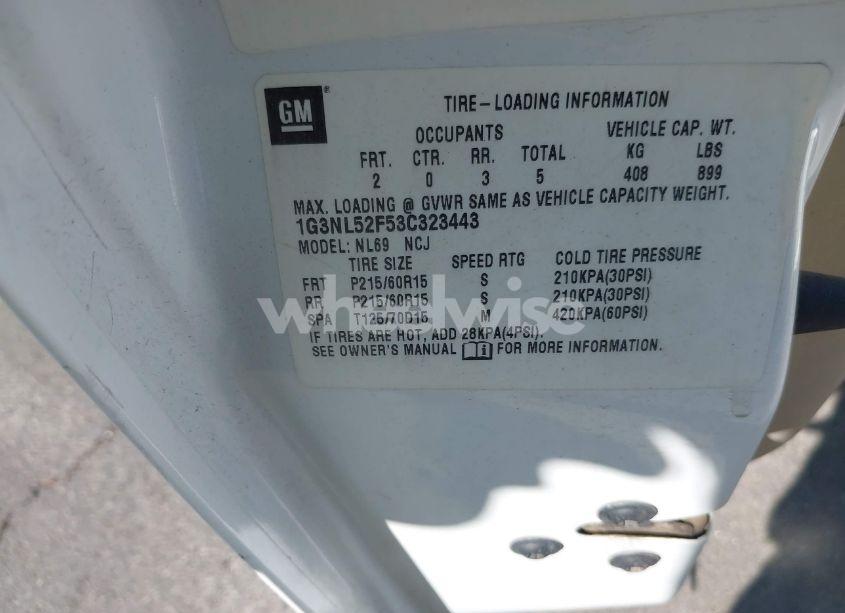 GM ®
TIRE-LOADING INFORMATION
OCCUPANTS VEHICLE CAP. WT.
FRT. CTR. RR. TOTAL KG LBS
2 0 3 5 408 899
MAX. LOADING @ GVWR SAME AS VEHICLE CAPACITY WEIGHT.
1G3NL52F53C323443
MODEL: NL69 NCJ
TIRE SIZE SPEED RTG COLD TIRE PRESSURE
FRT P215/60R15 S 210KPA(30PSI)
RR P215/60R15 S 210KPA(30PSI)
SPA T125/70D15 M 420KPA(60PSI)
IF TIRES ARE HOT, ADD 28KPA(4PSI).
SEE OWNER'S MANUAL FOR MORE INFORMATION.
wheelwise